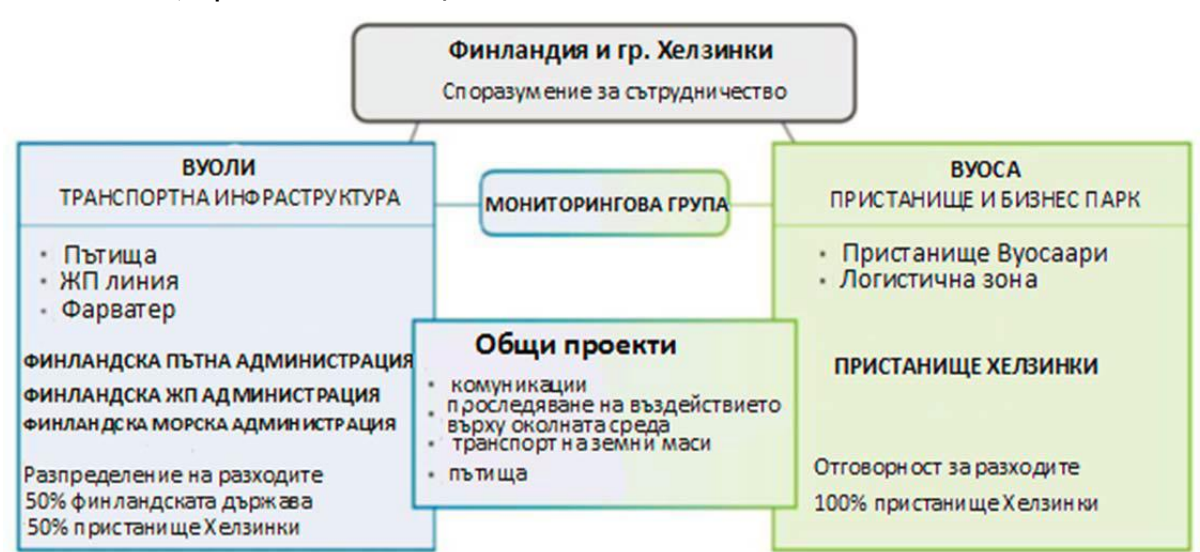 Финландия и гр. Хелзинки
Споразумение за сътрудничество
ВУОЛИ
ТРАНСПОРТНА ИНФРАСТРУКТУРА
• Пътища
• ЖП линия
• Фарватер
ФИНЛАНДСКА ПЪТНА АДМИНИСТРАЦИЯ
ФИНЛАНДСКА ЖП АДМИНИСТРАЦИЯ
ФИНЛАНДСКА МОРСКА АДМИНИСТРАЦИЯ
Разпределение на разходите
50% финландската държава
50% пристанище Хелзинки
МОНИТОРИНГОВА ГРУПА
Общи проекти
• комуникации
• проследяване на въздействието
върху околната среда
• транспорт на земни маси
• пътища
ВУОСА
ПРИСТАНИЩЕ И БИЗНЕС ПАРК
• Пристанище Вуосаари
• Логистична зона
ПРИСТАНИЩЕ ХЕЛЗИНКИ
Отговорност за разходите
100% пристанище Хелзинки